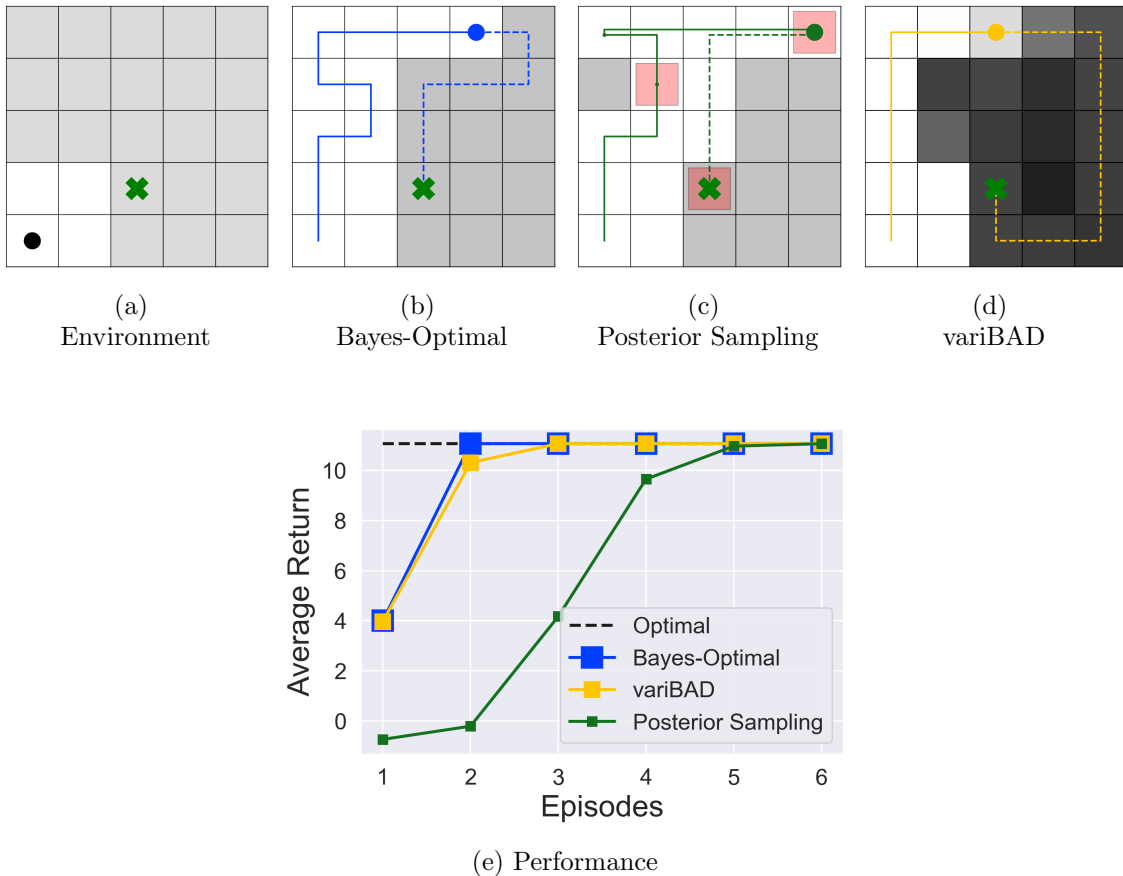 (a)
Environment
(b)
Bayes-Optimal
(c)
Posterior Sampling
(d)
variBAD
10
8
6
4
2
0
Average Return
Optimal
Bayes-Optimal
variBAD
Posterior Sampling
1 2 3 4 5 6
Episodes
(e) Performance